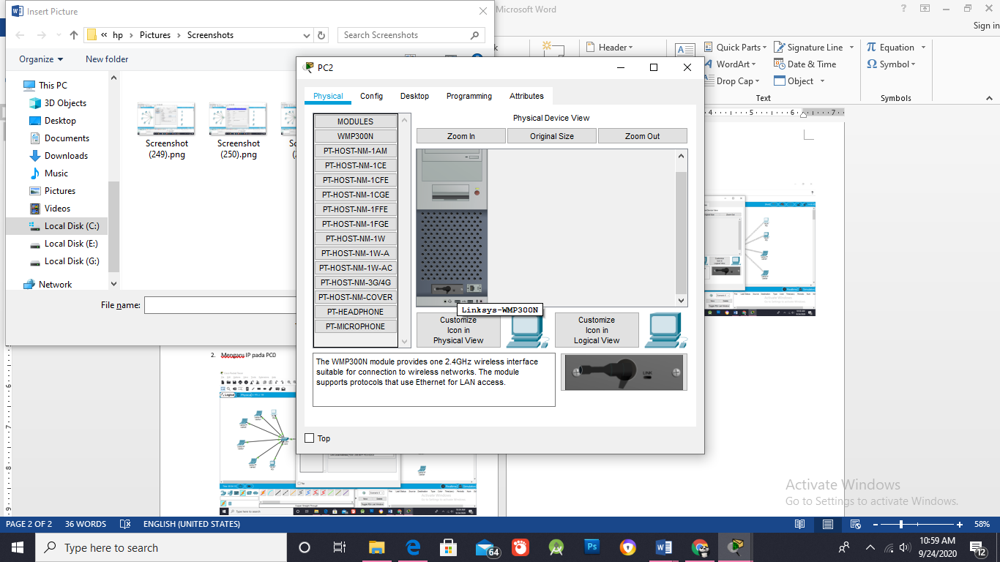 Insert Picture
Microsoft Word
Sign in
« hp › Pictures › Screenshots
Search Screenshots
Organize
New folder
This PC
3D Objects
Desktop
Documents
Downloads
Music
Pictures
Videos
Local Disk (C:)
Local Disk (E:)
Local Disk (G:)
Network
Screenshot
(249).png
Screenshot
(250).png
File name:
Header
Quick Parts
WordArt
Drop Cap
Signature Line
Date & Time
Object
Text
Equation
Symbol
Symbols
PC2
Physical
Config
Desktop
Programming
Attributes
MODULES
WMP300N
PT-HOST-NM-1AM
PT-HOST-NM-1CE
PT-HOST-NM-1CFE
PT-HOST-NM-1CGE
PT-HOST-NM-1FFE
PT-HOST-NM-1FGE
PT-HOST-NM-1W
PT-HOST-NM-1W-A
PT-HOST-NM-1W-AC
PT-HOST-NM-3G/4G
PT-HOST-NM-COVER
PT-HEADPHONE
PT-MICROPHONE
Physical Device View
Zoom In
Original Size
Zoom Out
Linksys-WMP300N
Customize
Icon in
Physical View
Customize
Icon in
Logical View
The WMP300N module provides one 2.4GHz wireless interface
suitable for connection to wireless networks. The module
supports protocols that use Ethernet for LAN access.
LINK
Top
2. Mengaru IP pada PC0
Activate Windows
Go to Settings to activate Windows.
PAGE 2 OF 2
36 WORDS
ENGLISH (UNITED STATES)
58%
Type here to search
64
Ps
10:59 AM
9/24/2020
12